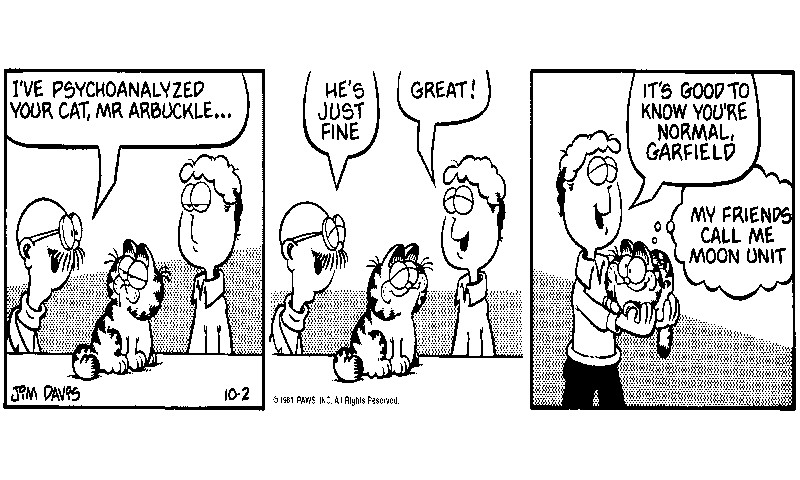 I'VE PSYCHOANALYZED
YOUR CAT, MR ARBUCKLE...
JIM DAVIS
10-2
HE'S
JUST
FINE
GREAT!
© 1981 PAWS, INC. All Rights Reserved.
IT'S GOOD TO
KNOW YOU'RE
NORMAL,
GARFIELD
MY FRIENDS
CALL ME
MOON UNIT